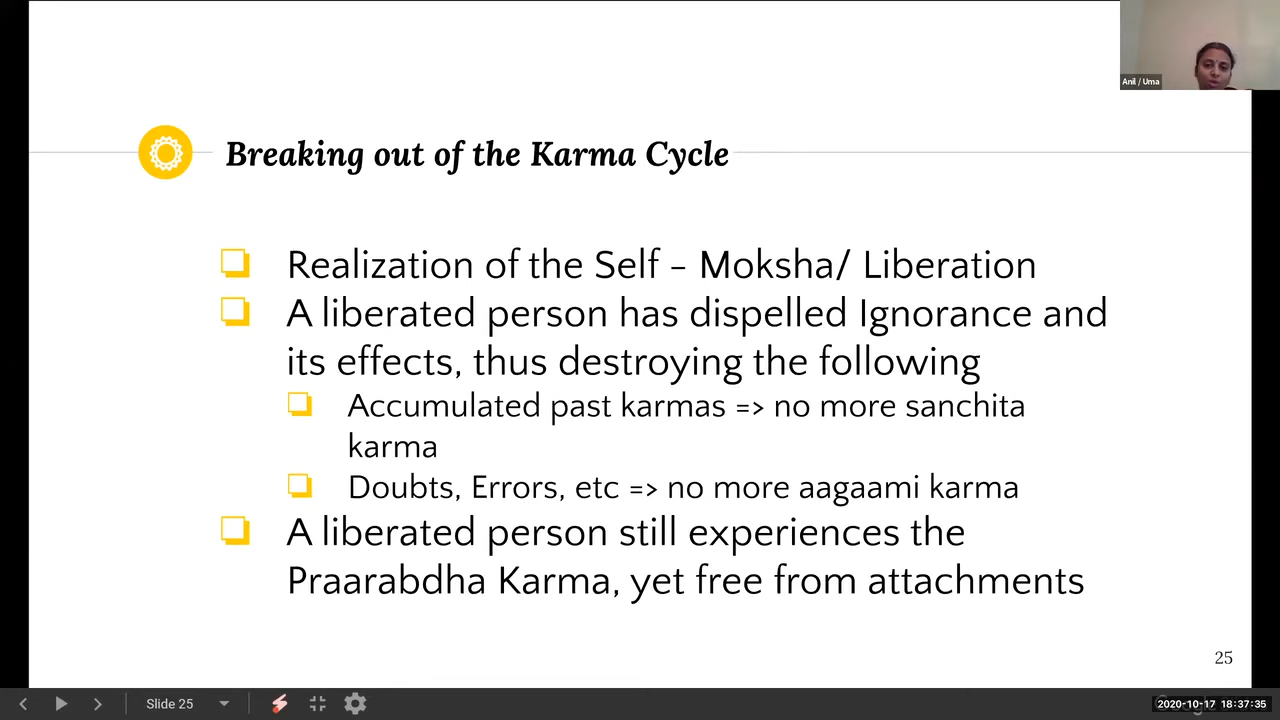 Anil / Uma
Breaking out of the Karma Cycle
Realization of the Self – Moksha/ Liberation
A liberated person has dispelled Ignorance and
its effects, thus destroying the following
Accumulated past karmas => no more sanchita
karma
Doubts, Errors, etc => no more aagaami karma
A liberated person still experiences the
Praarabdha Karma, yet free from attachments
25
Slide 25
2020-10-17 18:37:35